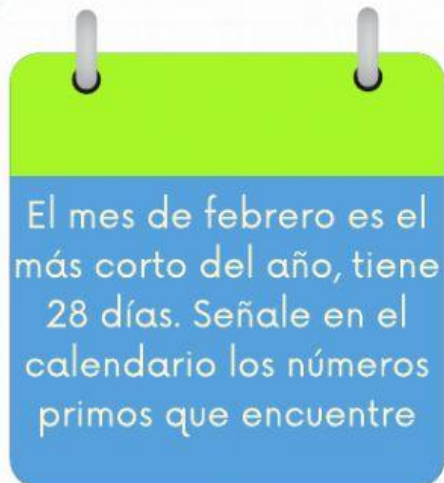 El mes de febrero es el
más corto del año, tiene
28 días. Señale en el
calendario los números
primos que encuentre